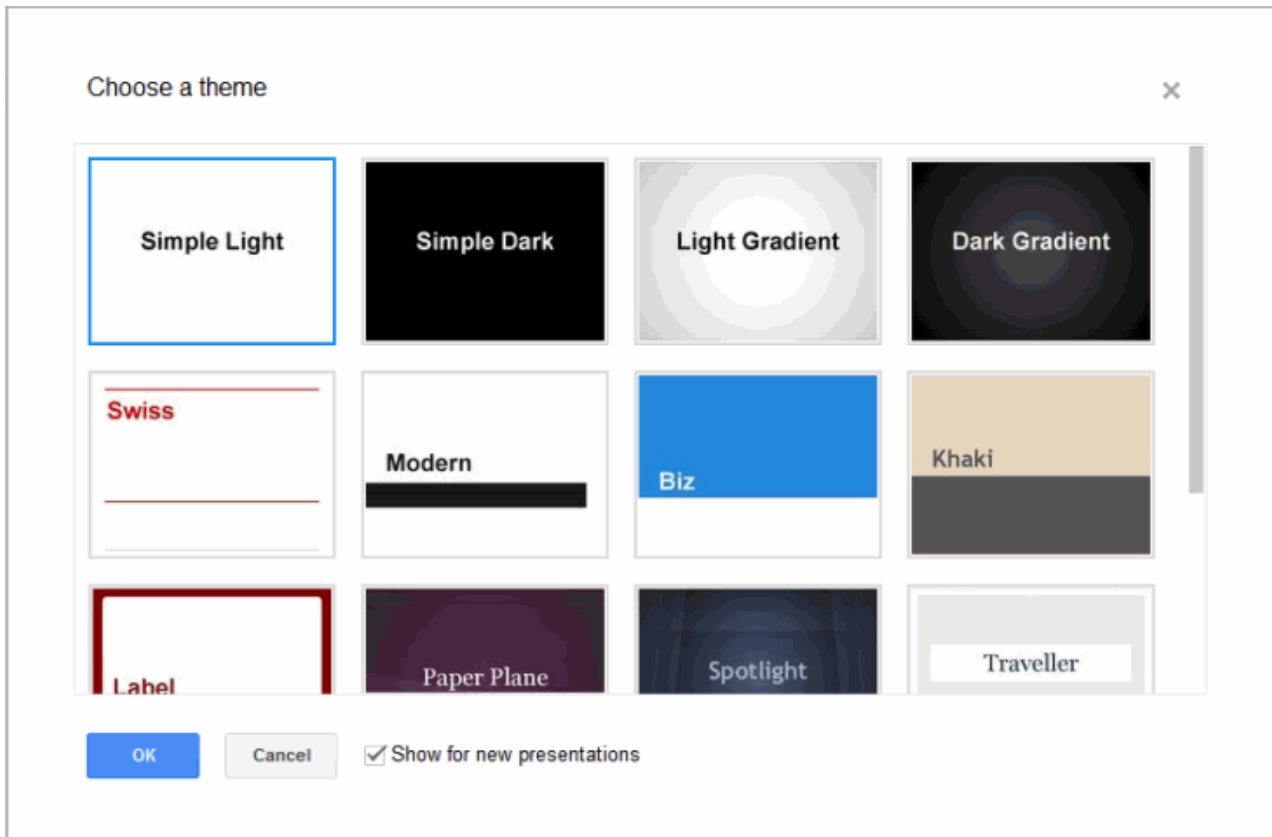 Choose a theme
Simple Light
Simple Dark
Light Gradient
Dark Gradient
Swiss
Modern
Biz
Khaki
Label
Paper Plane
Spotlight
Traveller
OK
Cancel
Show for new presentations